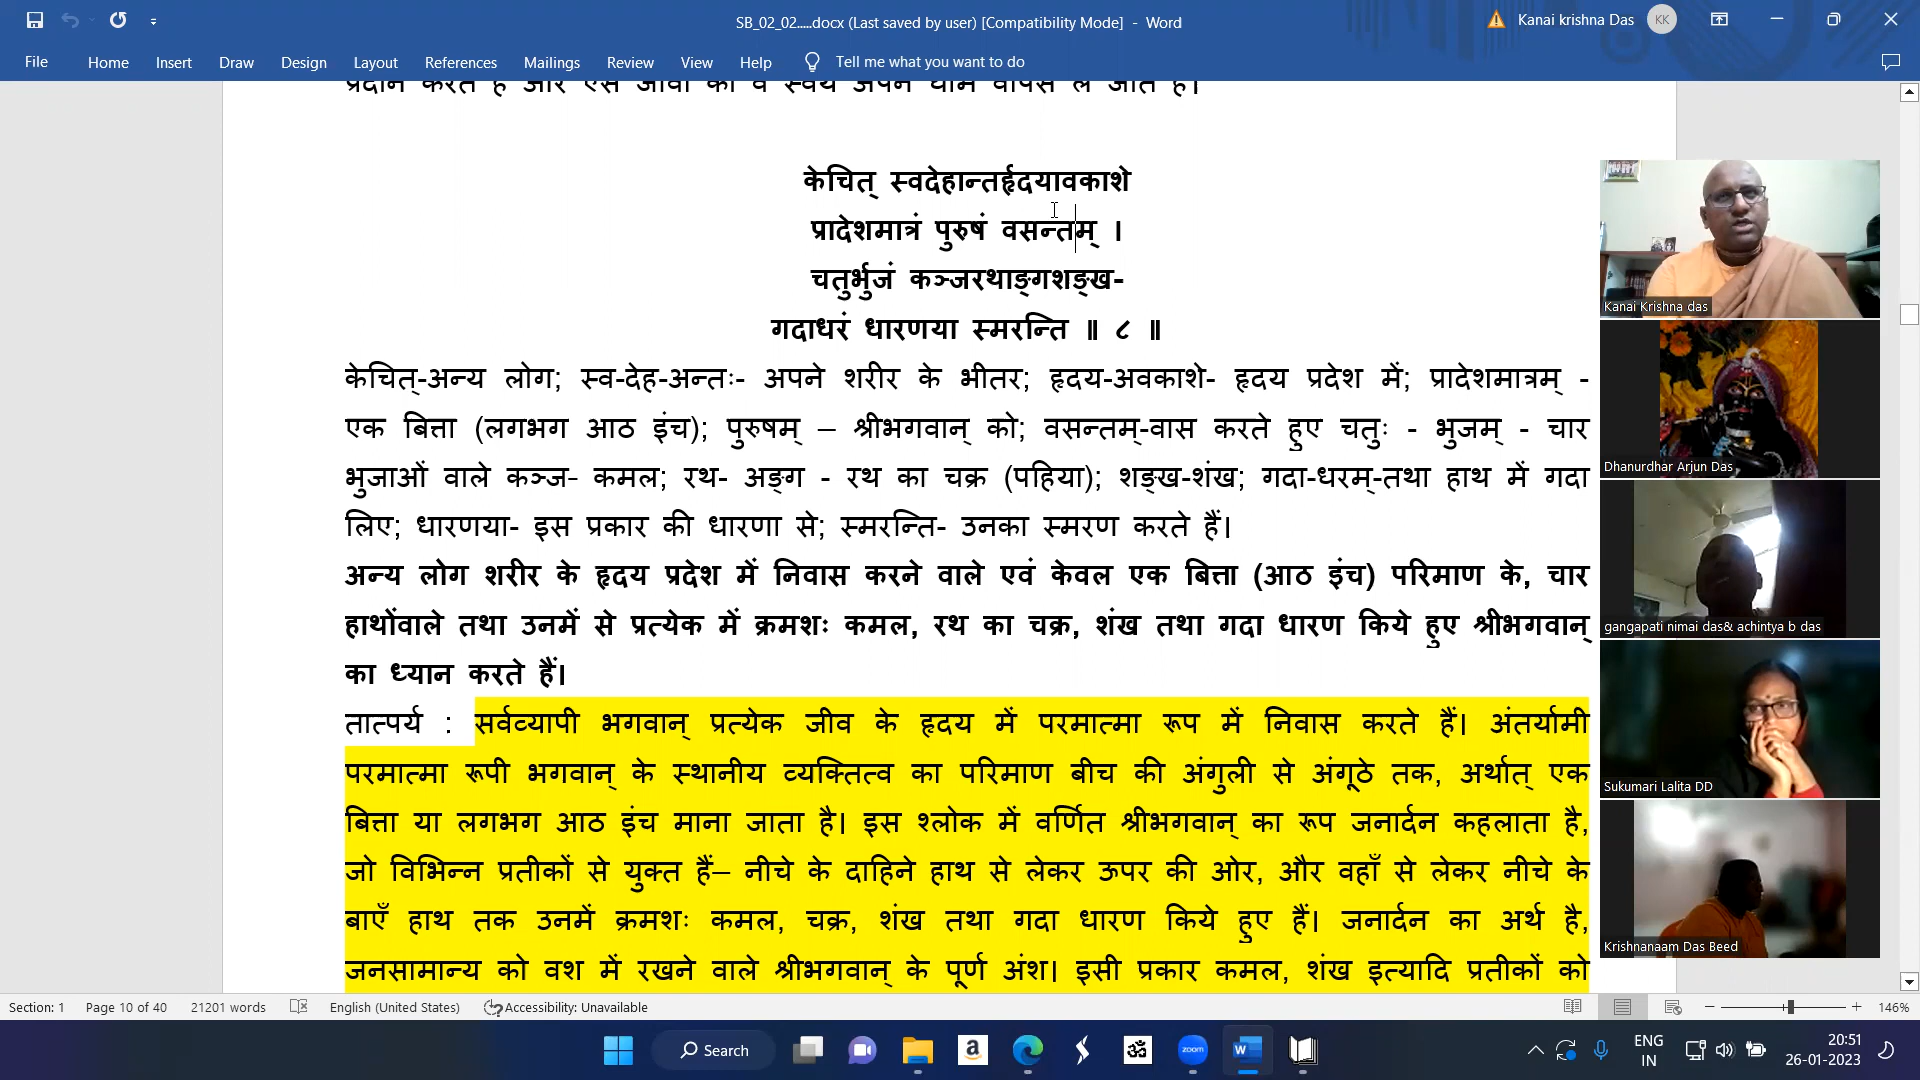 SB_02_02.....docx (Last saved by user) [Compatibility Mode] - Word
Kanai krishna Das
KK
File Home Insert Draw Design Layout References Mailings Review View Help Tell me what you want to do
प्रदान करते हैं और ऐसे जीवों को वे स्वयं अपने धाम वापस ले जाते हैं।
केचित् स्वदेहान्तर्हृदयावकाशे
प्रादेशमात्रं पुरुषं वसन्तम् ।
चतुर्भुजं कञ्जरथाङ्गशङ्ख-
गदाधरं धारणया स्मरन्ति ॥ ८ ॥
केचित्-अन्य लोग; स्व-देह-अन्तः- अपने शरीर के भीतर; हृदय-अवकाशे- हृदय प्रदेश में; प्रादेशमात्रम् -
एक बित्ता (लगभग आठ इंच); पुरुषम् – श्रीभगवान् को; वसन्तम्-वास करते हुए चतुः - भुजम् - चार
भुजाओं वाले कञ्ज- कमल; रथ- अङ्ग - रथ का चक्र (पहिया); शङ्ख-शंख; गदा-धरम्-तथा हाथ में गदा
लिए; धारणया- इस प्रकार की धारणा से; स्मरन्ति- उनका स्मरण करते हैं।
अन्य लोग शरीर के हृदय प्रदेश में निवास करने वाले एवं केवल एक बित्ता (आठ इंच) परिमाण के, चार
हाथोंवाले तथा उनमें से प्रत्येक में क्रमशः कमल, रथ का चक्र, शंख तथा गदा धारण किये हुए श्रीभगवान्
का ध्यान करते हैं।
तात्पर्य : सर्वव्यापी भगवान् प्रत्येक जीव के हृदय में परमात्मा रूप में निवास करते हैं। अंतर्यामी
परमात्मा रूपी भगवान् के स्थानीय व्यक्तित्व का परिमाण बीच की अंगुली से अंगूठे तक, अर्थात् एक
बित्ता या लगभग आठ इंच माना जाता है। इस श्लोक में वर्णित श्रीभगवान् का रूप जनार्दन कहलाता है,
जो विभिन्न प्रतीकों से युक्त हैं– नीचे के दाहिने हाथ से लेकर ऊपर की ओर, और वहाँ से लेकर नीचे के
बाएँ हाथ तक उनमें क्रमशः कमल, चक्र, शंख तथा गदा धारण किये हुए हैं। जनार्दन का अर्थ है,
जनसामान्य को वश में रखने वाले श्रीभगवान् के पूर्ण अंश। इसी प्रकार कमल, शंख इत्यादि प्रतीकों को
Kanai Krishna das
Dhanurdhar Arjun Das
gangapati nimai das& achintya b das
Sukumari Lalita DD
Krishnanaam Das Beed
Section: 1 Page 10 of 40 21201 words English (United States) Accessibility: Unavailable 146%
Search
a
ॐ
zoom
W
ENG
IN
20:51
26-01-2023